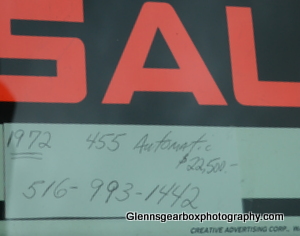 SAL
1972 455 Automatic
$22,500.-
516-993-1442
CREATIVE ADVERTISING CORP., W
Glennsgearboxphotography.com